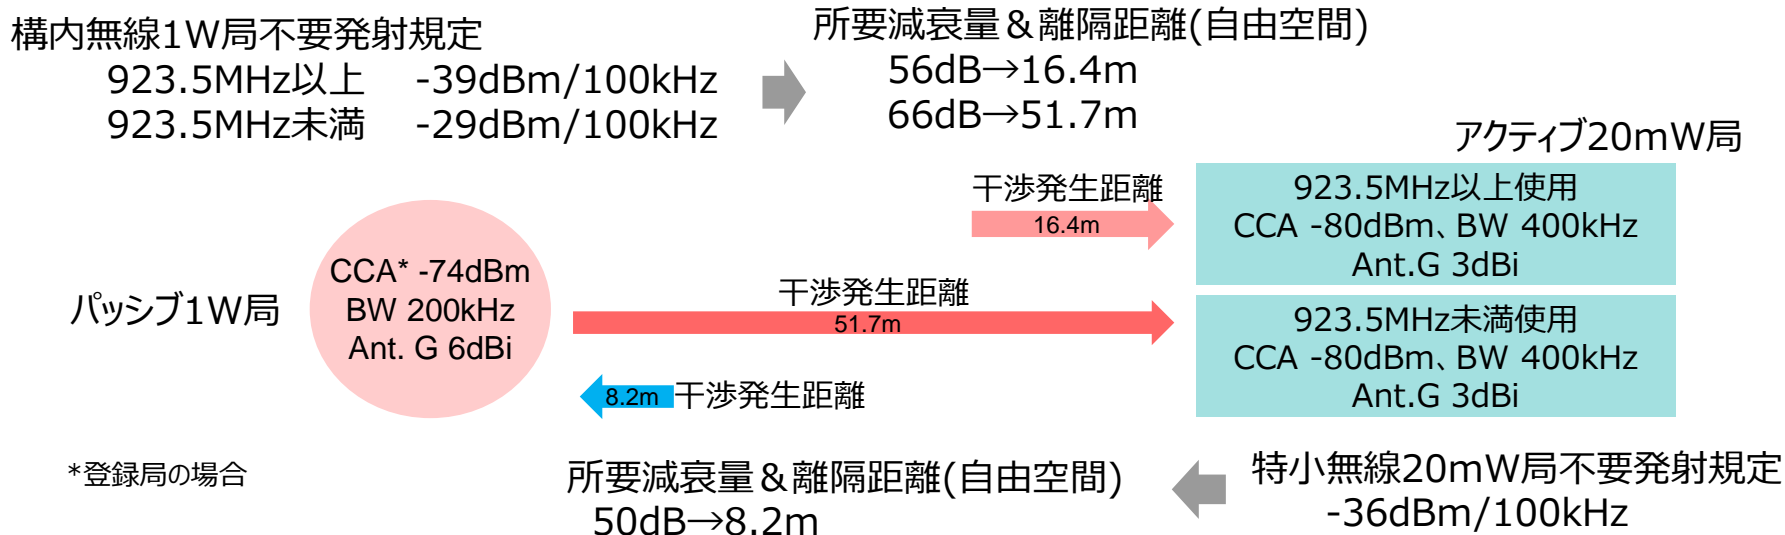 構内無線1W局不要発射規定
923.5MHz以上 -39dBm/100kHz
923.5MHz未満 -29dBm/100kHz
所要減衰量＆離隔距離(自由空間)
56dB→16.4m
66dB→51.7m
アクティブ20mW局
干渉発生距離
16.4m
923.5MHz以上使用
CCA -80dBm、BW 400kHz
Ant.G 3dBi
パッシブ1W局
CCA* -74dBm
BW 200kHz
Ant. G 6dBi
干渉発生距離
51.7m
923.5MHz未満使用
CCA -80dBm、BW 400kHz
Ant.G 3dBi
8.2m 干渉発生距離
*登録局の場合
所要減衰量＆離隔距離(自由空間)
50dB→8.2m
特小無線20mW局不要発射規定
-36dBm/100kHz